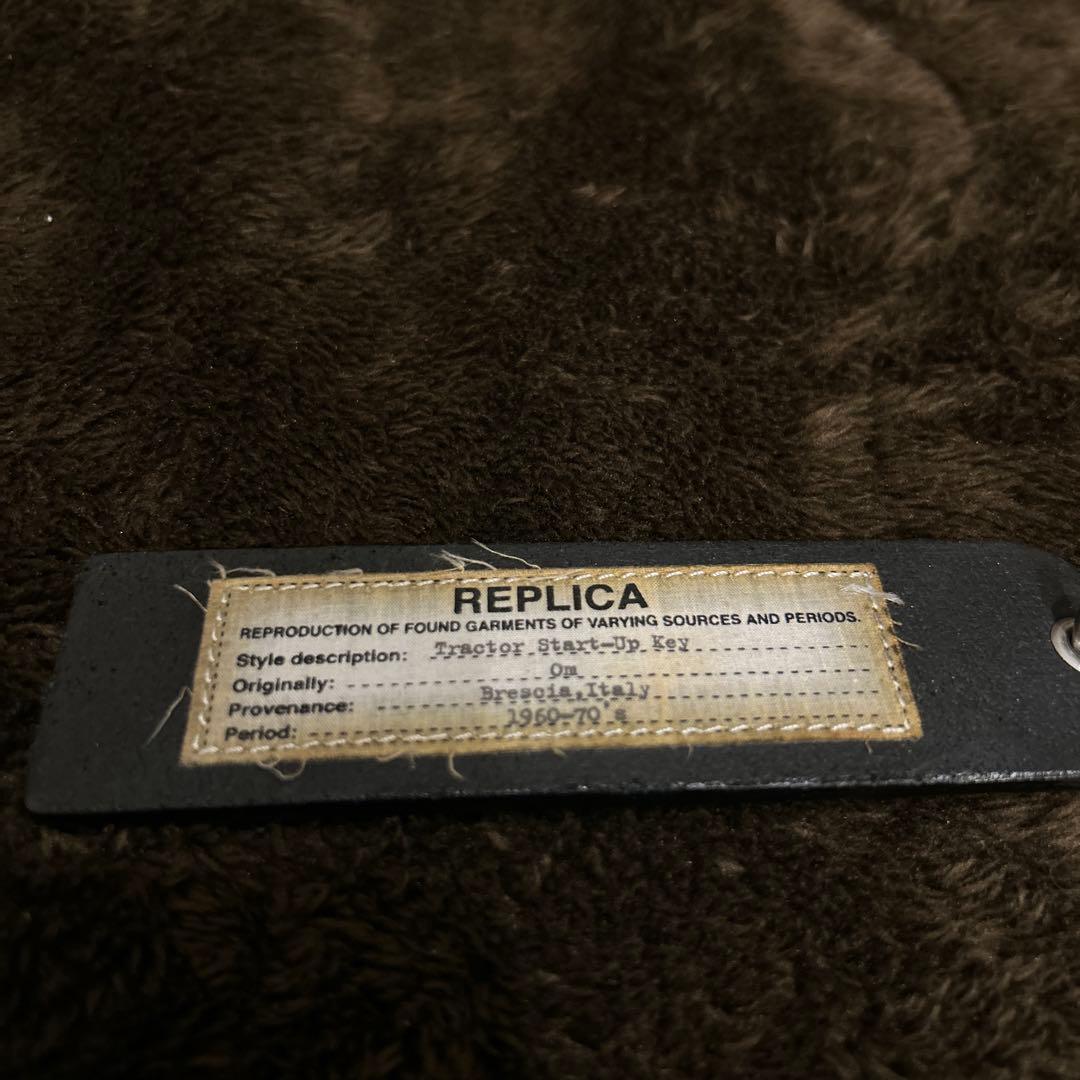 REPLICA
REPRODUCTION OF FOUND GARMENTS OF VARYING SOURCES AND PERIODS.
Style description: Tractor Start-Up Key
Originally: Om
Provenance: Brescia,Italy
Period: 1960-70's